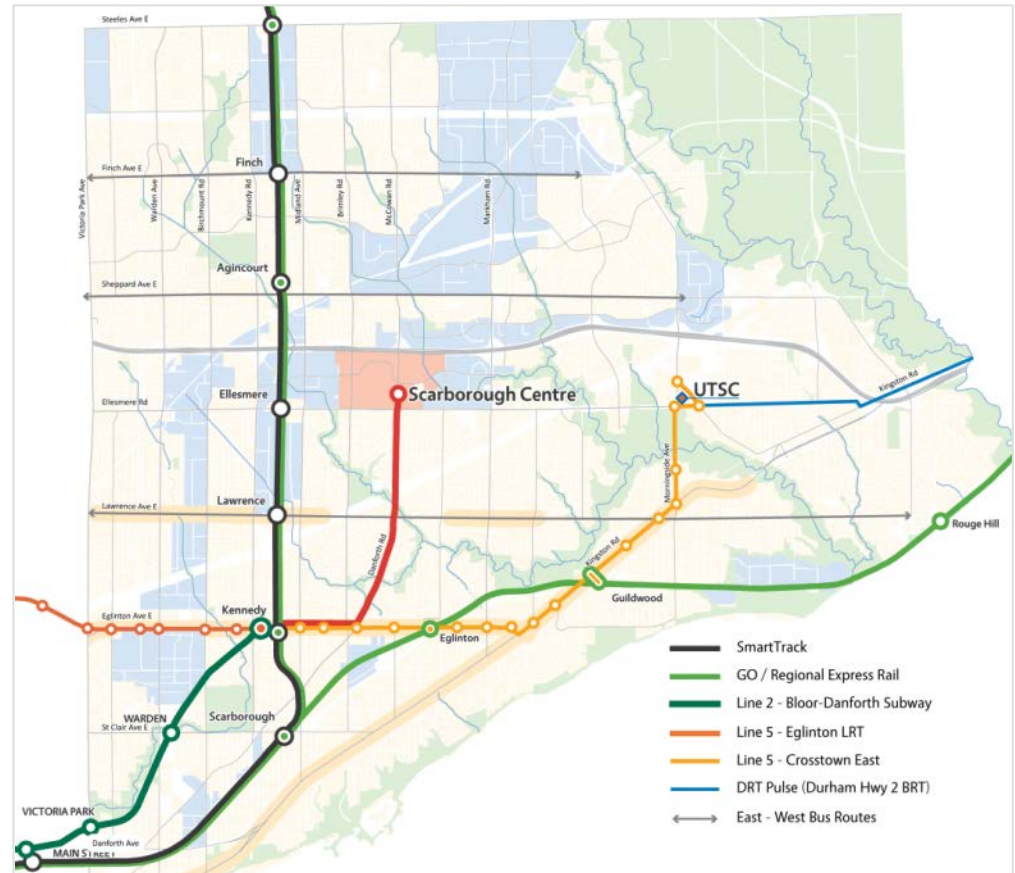 Steeles Ave E
Finch
Finch Ave E
Victoria Park Ave
Warden Ave
Birchmount Rd
Kennedy Rd
Midland Ave
Brimley Rd
McCowan Rd
Markham Rd
Agincourt
Sheppard Ave E
Ellesmere
Ellesmere Rd
Scarborough Centre
UTSC
Kingston Rd
Morningside Ave
Lawrence
Lawrence Ave E
Danforth Rd
Kingston Rd
Rouge Hill
Guildwood
Kennedy
Eglinton Ave E
Eglinton
Scarborough
WARDEN
St Clair Ave E
VICTORIA PARK
Danforth Ave
MAIN STREET
SmartTrack
GO / Regional Express Rail
Line 2 - Bloor-Danforth Subway
Line 5 - Eglinton LRT
Line 5 - Crosstown East
DRT Pulse (Durham Hwy 2 BRT)
East - West Bus Routes